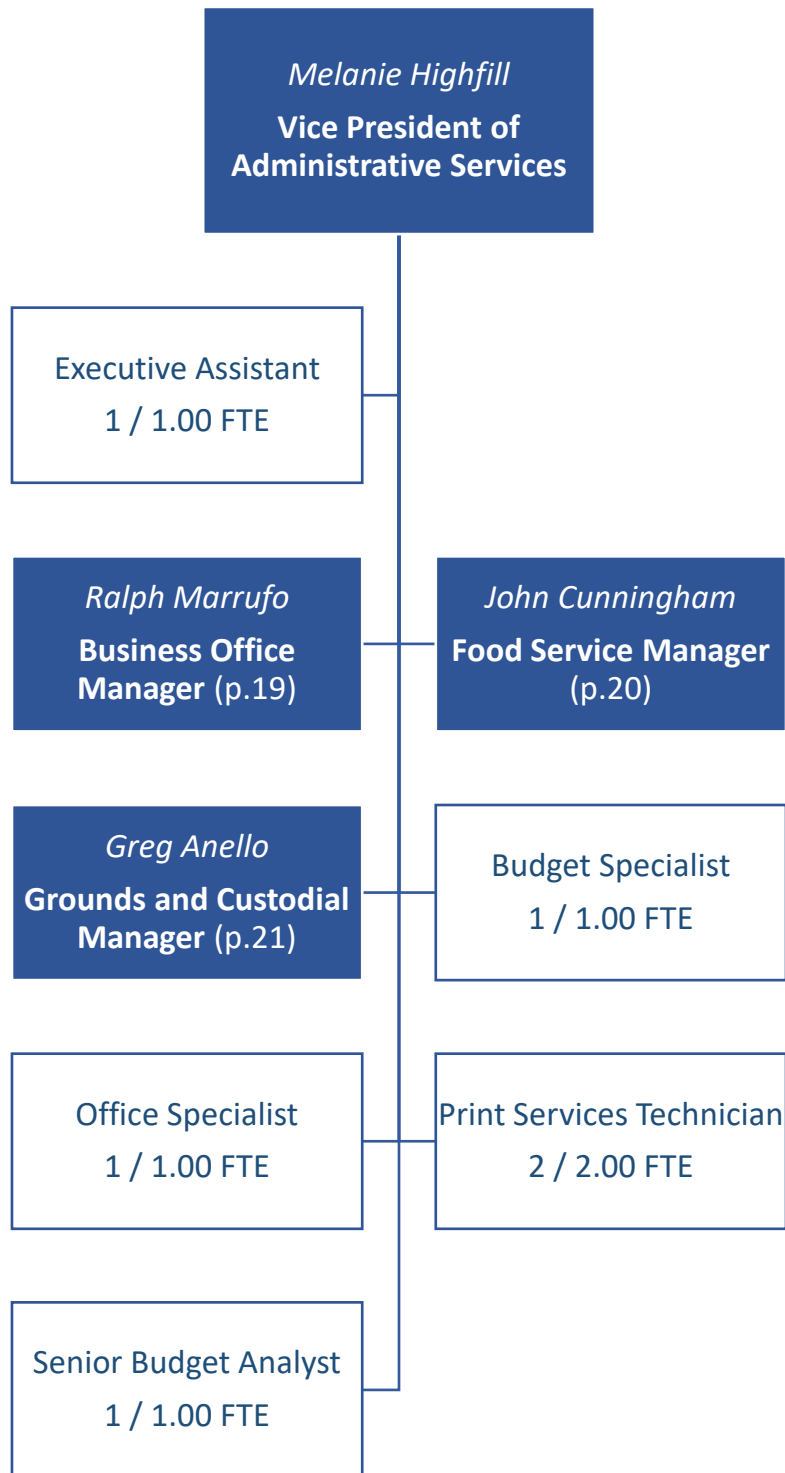 Melanie Highfill
Vice President of
Administrative Services
Executive Assistant
1 / 1.00 FTE
Ralph Marrufo
Business Office
Manager (p.19)
John Cunningham
Food Service Manager
(p.20)
Greg Anello
Grounds and Custodial
Manager (p.21)
Budget Specialist
1 / 1.00 FTE
Office Specialist
1 / 1.00 FTE
Print Services Technician
2 / 2.00 FTE
Senior Budget Analyst
1 / 1.00 FTE